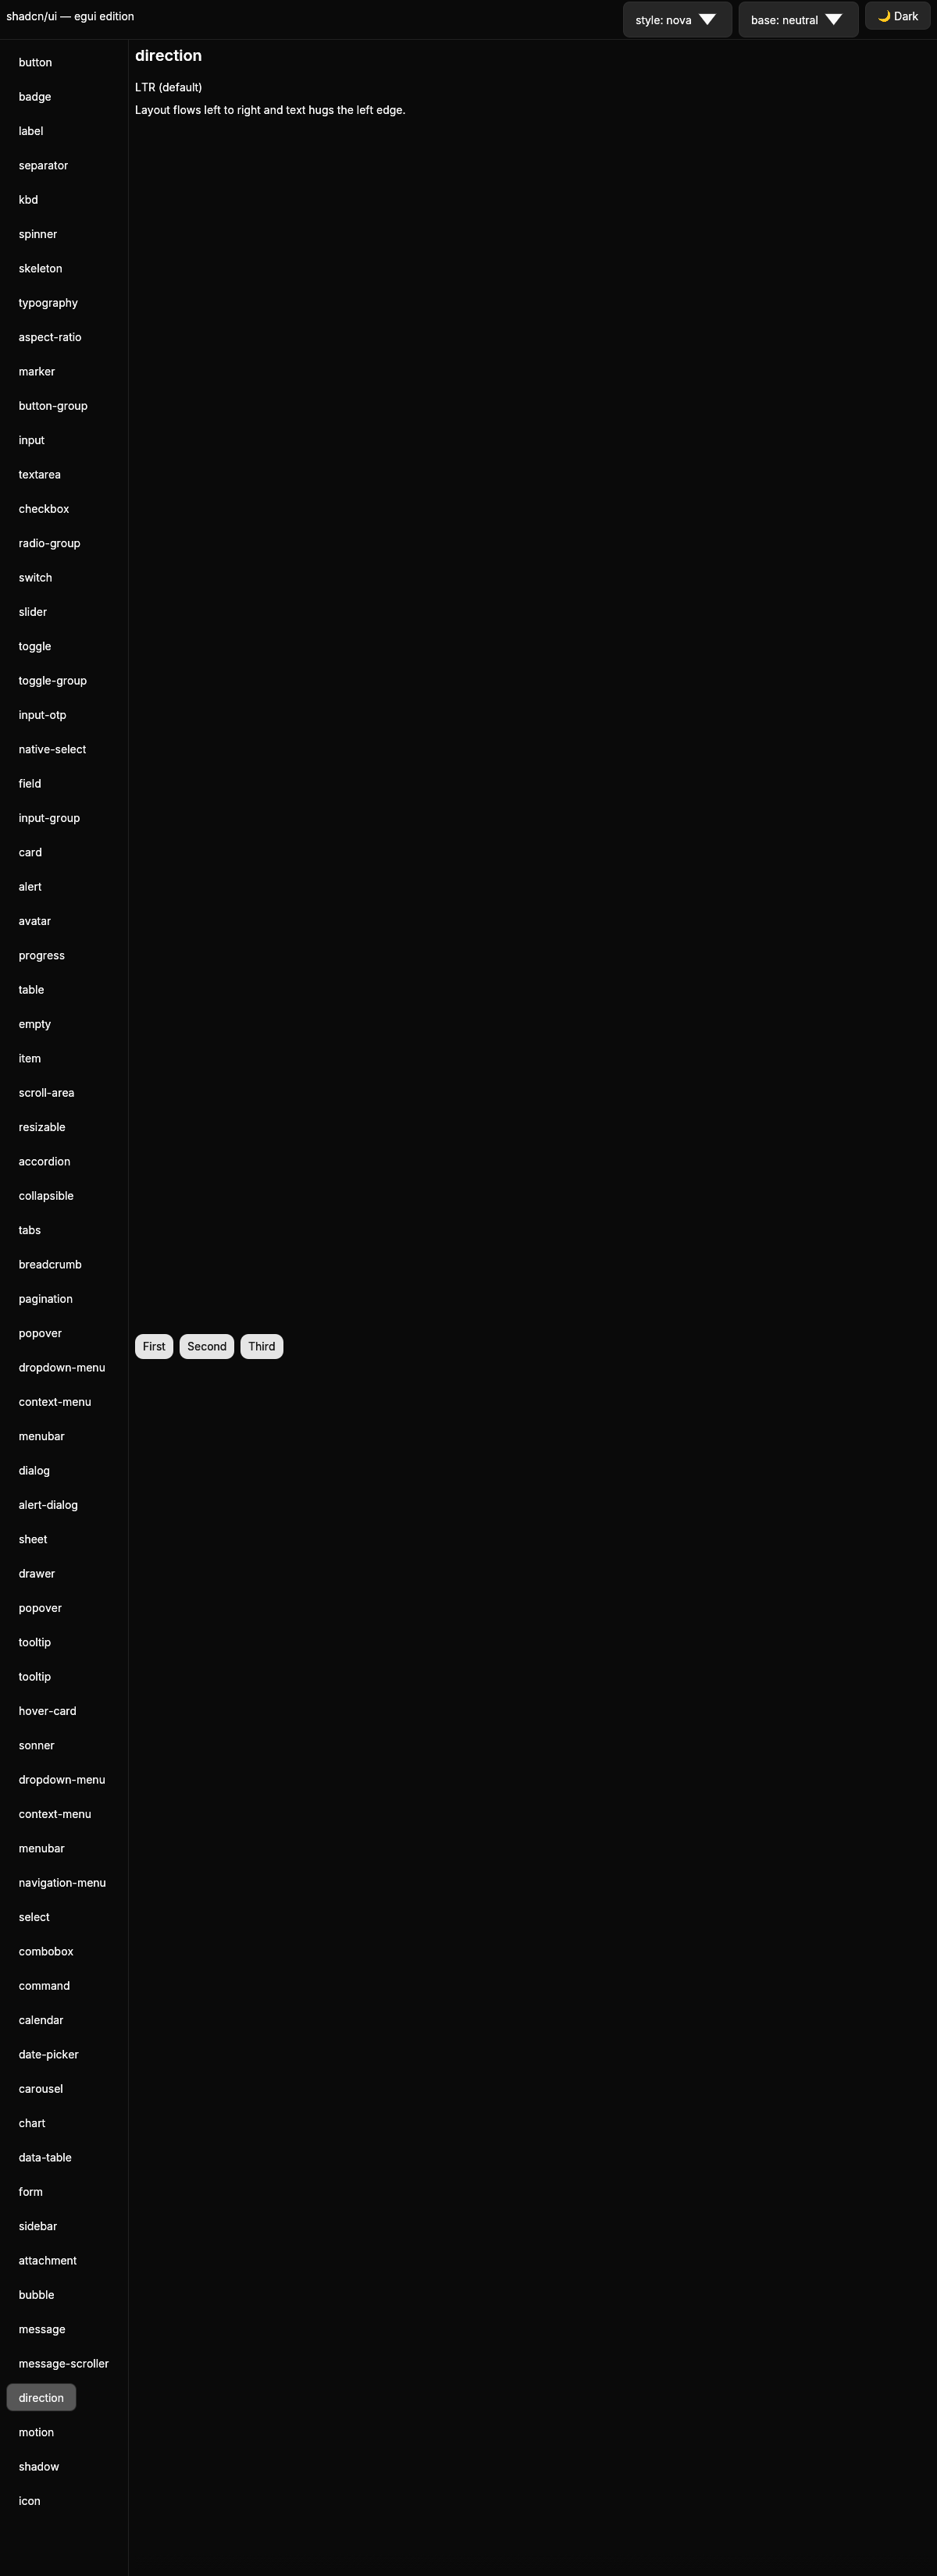 shadcn/ui — egui edition
style: nova
base: neutral
🌙 Dark
button
badge
label
separator
kbd
spinner
skeleton
typography
aspect-ratio
marker
button-group
input
textarea
checkbox
radio-group
switch
slider
toggle
toggle-group
input-otp
native-select
field
input-group
card
alert
avatar
progress
table
empty
item
scroll-area
resizable
accordion
collapsible
tabs
breadcrumb
pagination
popover
dropdown-menu
context-menu
menubar
dialog
alert-dialog
sheet
drawer
popover
tooltip
tooltip
hover-card
sonner
dropdown-menu
context-menu
menubar
navigation-menu
select
combobox
command
calendar
date-picker
carousel
chart
data-table
form
sidebar
attachment
bubble
message
message-scroller
direction
motion
shadow
icon
direction
LTR (default)
Layout flows left to right and text hugs the left edge.
First
Second
Third